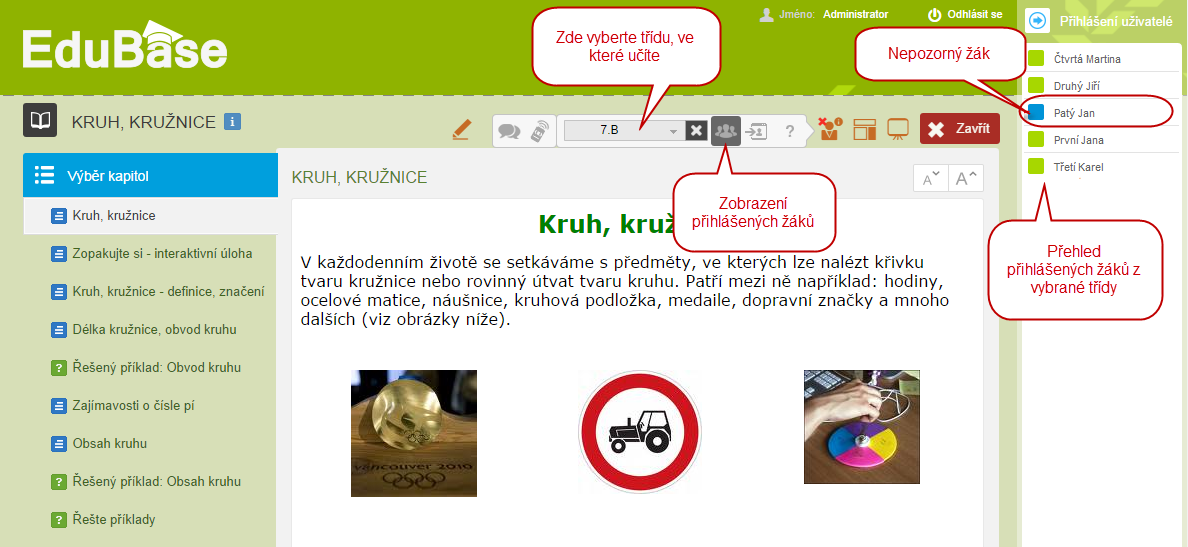 EduBase
Jméno: Administrator
Odhlásit se
Přihlášení uživatelé
Zde vyberte třídu, ve
které učíte
Nepozorný žák
Čtvrtá Martina
Druhý Jiří
Patý Jan
První Jana
Třetí Karel
KRUH, KRUŽNICE
i
7.B
?
Zavřít
Výběr kapitol
Kruh, kružnice
Zopakujte si - interaktivní úloha
Kruh, kružnice - definice, značení
Délka kružnice, obvod kruhu
? Řešený příklad: Obvod kruhu
Zajímavosti o čísle pí
Obsah kruhu
? Řešený příklad: Obsah kruhu
? Řešte příklady
KRUH, KRUŽNICE
A A
Zobrazení
přihlášených žáků
Přehled
přihlášených žáků z
vybrané třídy
Kruh, kruž
V každodenním životě se setkáváme s předměty, ve kterých lze nalézt křivku
tvaru kružnice nebo rovinný útvat tvaru kruhu. Patří mezi ně například: hodiny,
ocelové matice, náušnice, kruhová podložka, medaile, dopravní značky a mnoho
dalších (viz obrázky níže).
vancouver 2010